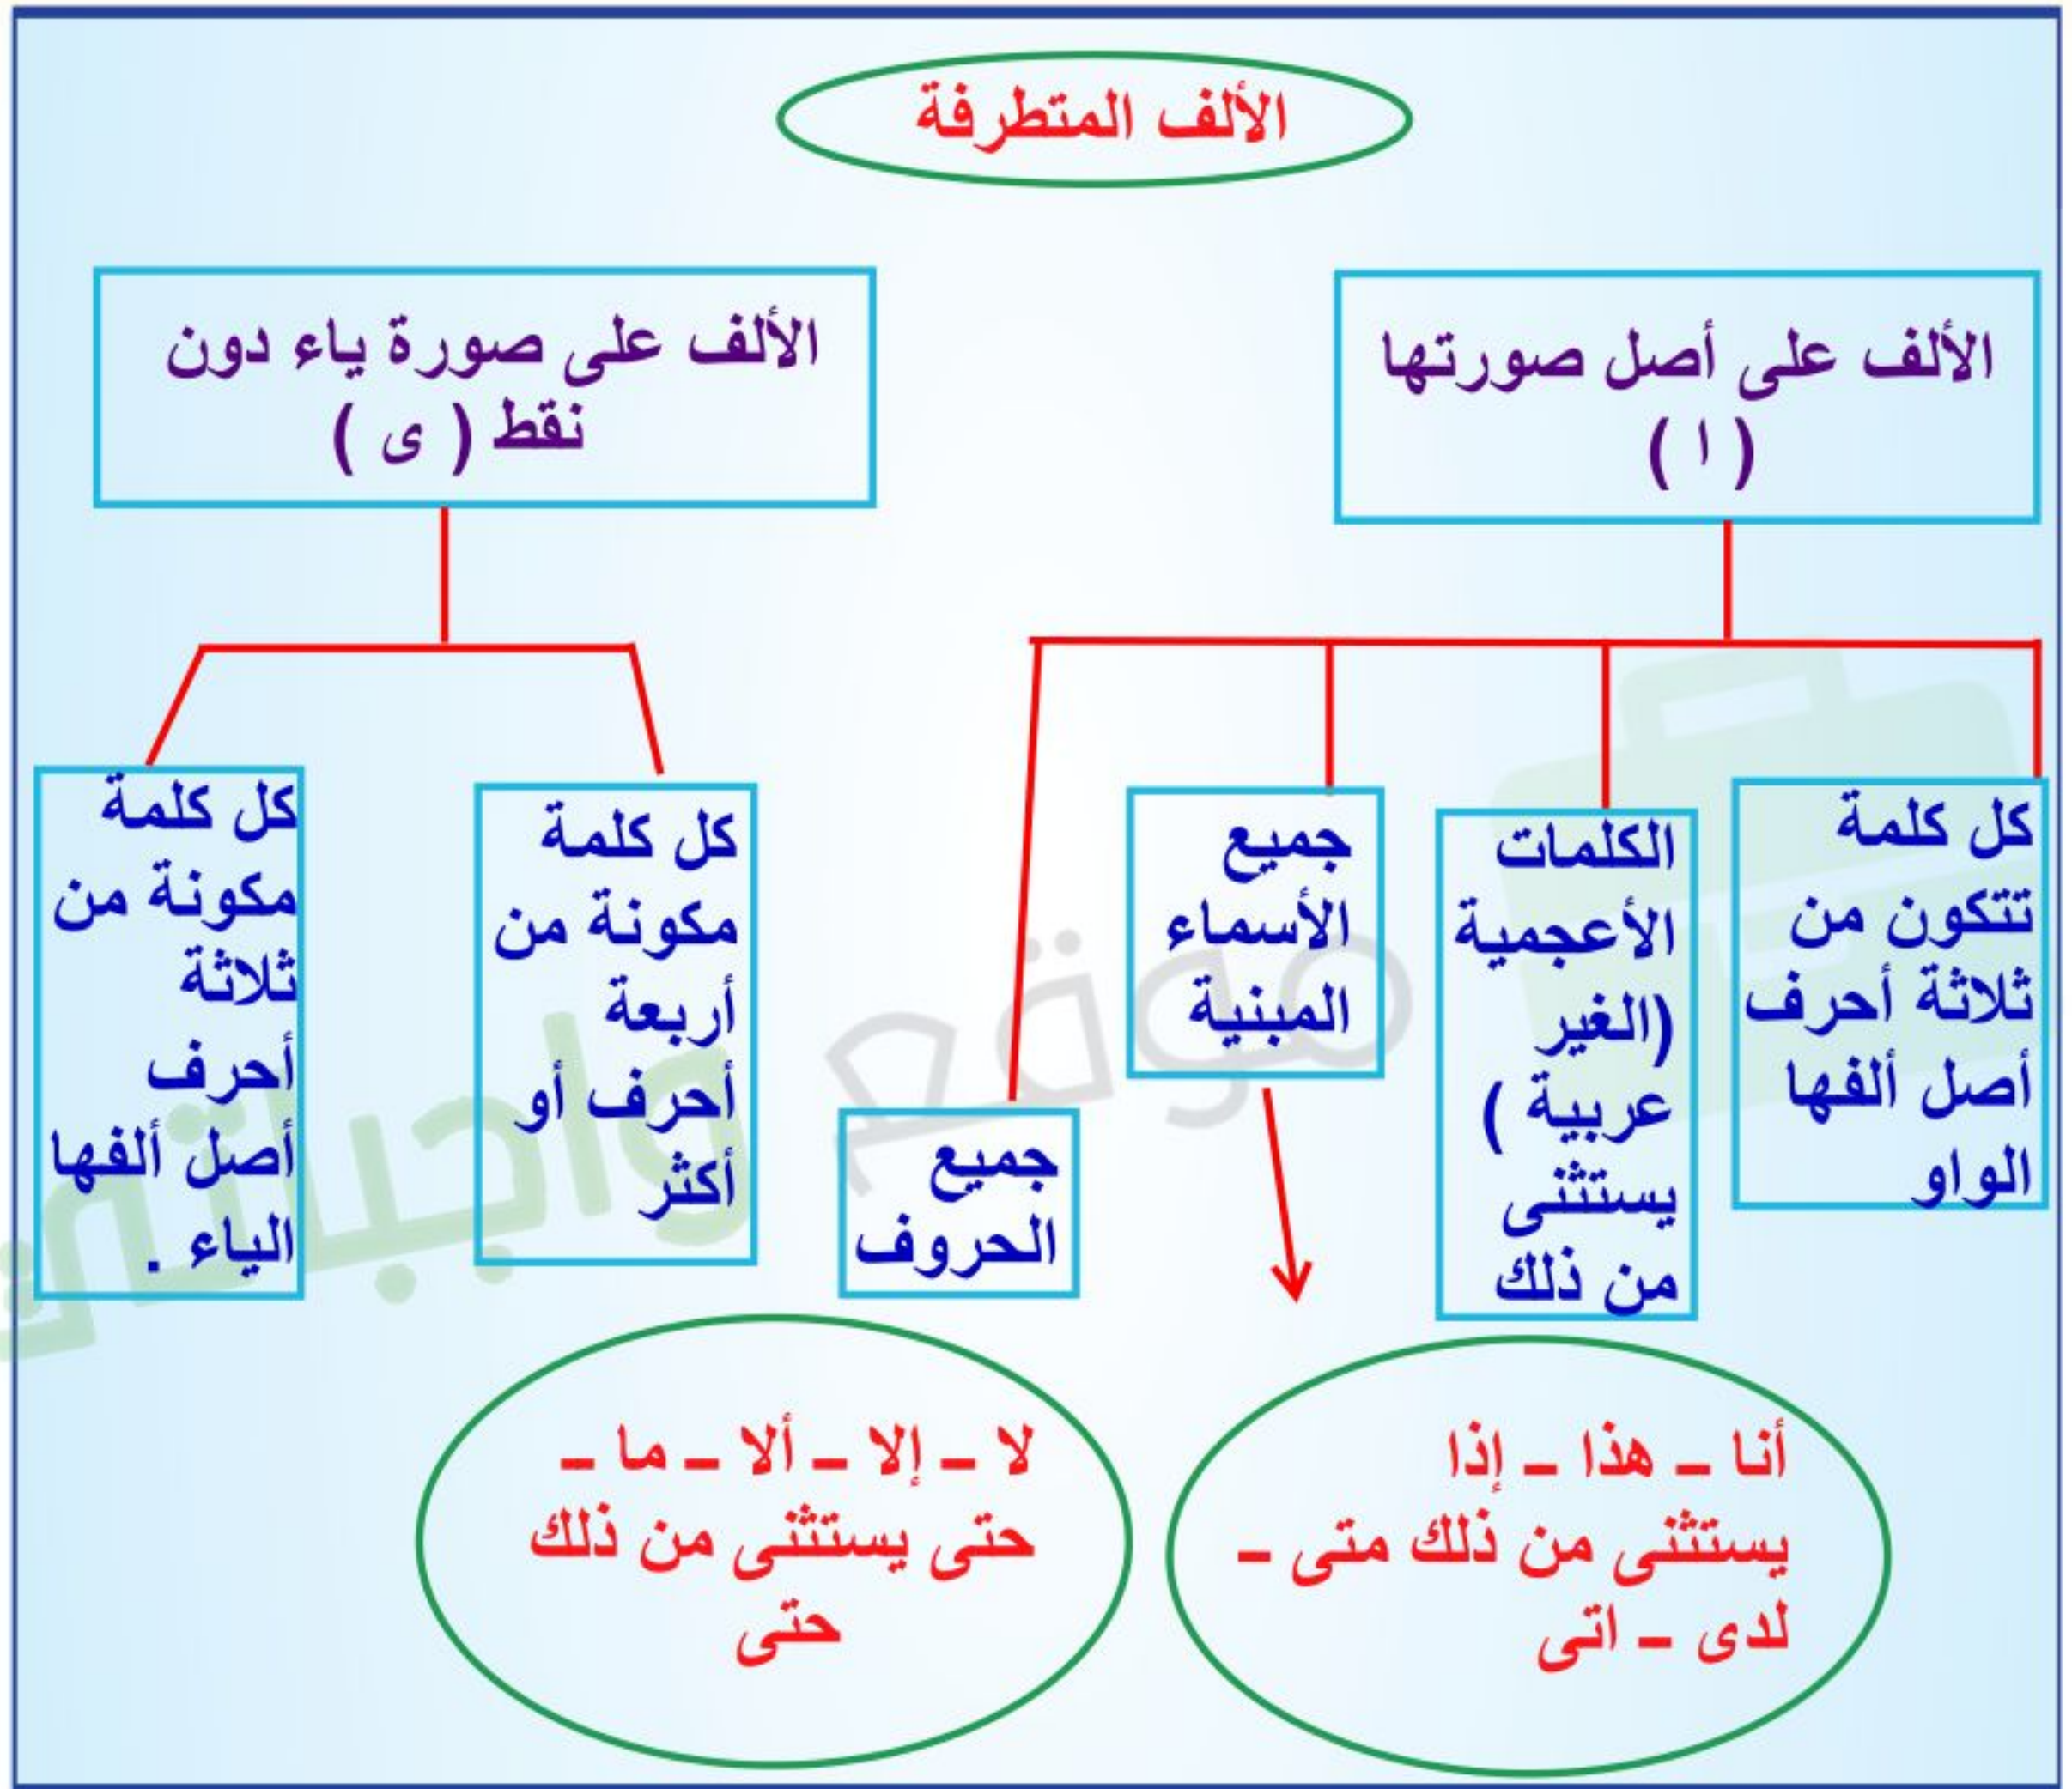 الألف المتطرفة
الألف على أصل صورتها
( ا )
الألف على صورة ياء دون
نقط ( ى )
كل كلمة
تتكون من
ثلاثة أحرف
أصل ألفها
الواو
الكلمات
الأعجمية
(الغير
عربية )
يستثنى
من ذلك
جميع
الأسماء
المبنية
جميع
الحروف
كل كلمة
مكونة من
أربعة
أحرف أو
أكثر
كل كلمة
مكونة من
ثلاثة
أحرف
أصل ألفها
الياء .
أنا – هذا – إذا
يستثنى من ذلك متى –
لدى – اتى
لا – إلا – ألا – ما –
حتى يستثنى من ذلك
حتى
موقع
واجباتي